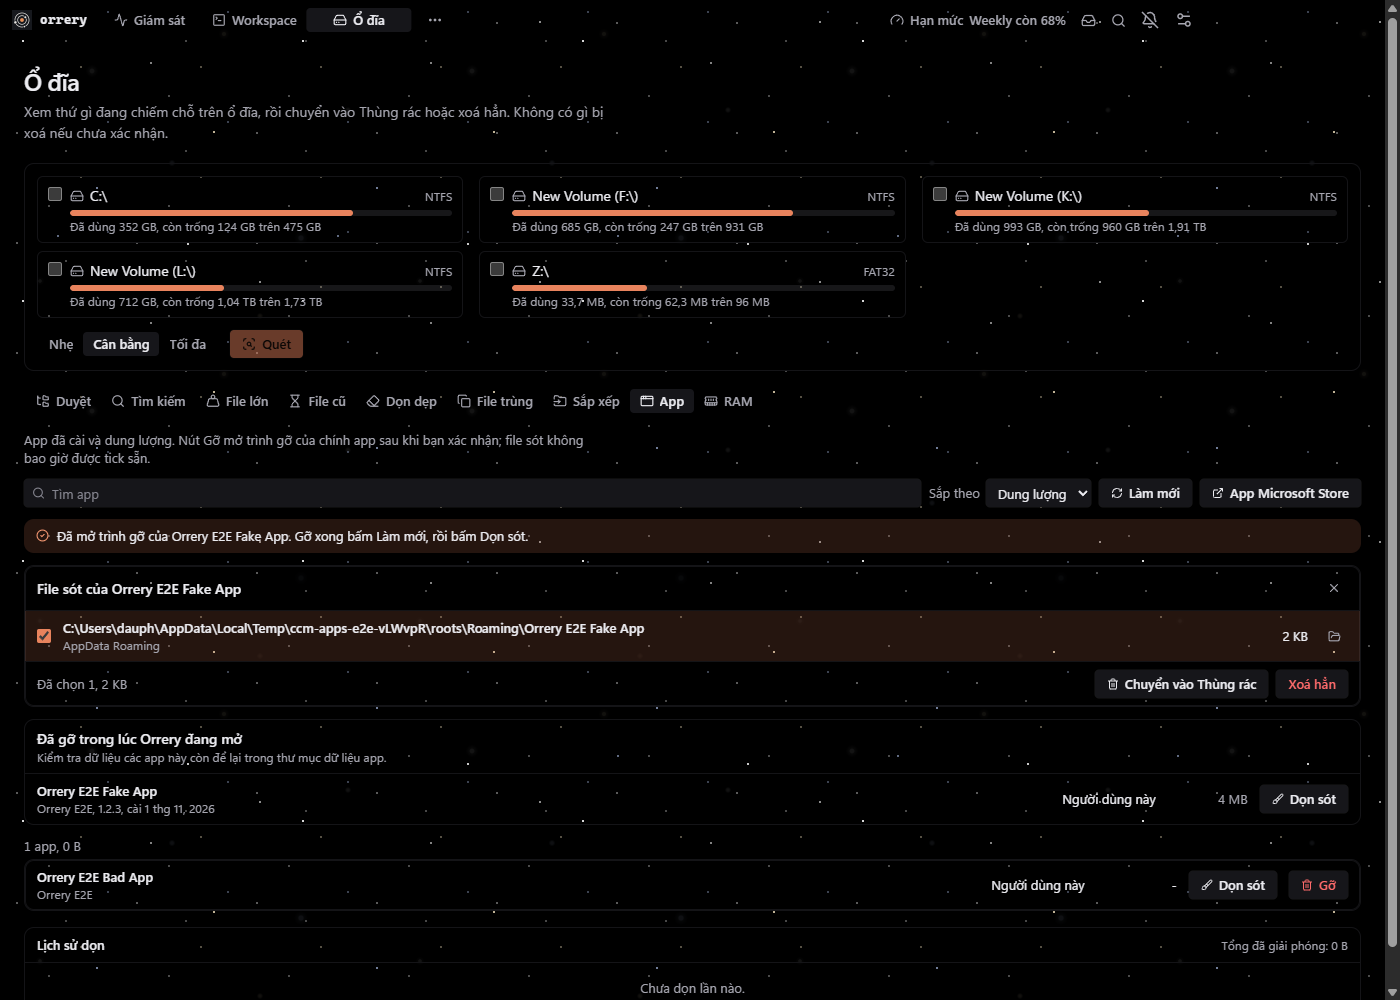 orrery
Giám sát
Workspace
Ổ đĩa
Hạn mức Weekly còn 68%
Ổ đĩa
Xem thứ gì đang chiếm chỗ trên ổ đĩa, rồi chuyển vào Thùng rác hoặc xoá hẳn. Không có gì bị
xoá nếu chưa xác nhận.
C:\
NTFS
Đã dùng 352 GB, còn trống 124 GB trên 475 GB
New Volume (F:\)
NTFS
Đã dùng 685 GB, còn trống 247 GB trên 931 GB
New Volume (K:\)
NTFS
Đã dùng 993 GB, còn trống 960 GB trên 1,91 TB
New Volume (L:\)
NTFS
Đã dùng 712 GB, còn trống 1,04 TB trên 1,73 TB
Z:\
FAT32
Đã dùng 33,7 MB, còn trống 62,3 MB trên 96 MB
Nhẹ
Cân bằng
Tối đa
Quét
Duyệt
Tìm kiếm
File lớn
File cũ
Dọn dẹp
File trùng
Sắp xếp
App
RAM
App đã cài và dung lượng. Nút Gỡ mở trình gỡ của chính app sau khi bạn xác nhận; file sót không
bao giờ được tick sẵn.
Tìm app
Sắp theo
Dung lượng
Làm mới
App Microsoft Store
Đã mở trình gỡ của Orrery E2E Fake App. Gỡ xong bấm Làm mới, rồi bấm Dọn sót.
File sót của Orrery E2E Fake App
C:\Users\dauph\AppData\Local\Temp\ccm-apps-e2e-vLWvpR\roots\Roaming\Orrery E2E Fake App
2 KB
AppData Roaming
Đã chọn 1, 2 KB
Chuyển vào Thùng rác
Xoá hẳn
Đã gỡ trong lúc Orrery đang mở
Kiểm tra dữ liệu các app này còn để lại trong thư mục dữ liệu app.
Orrery E2E Fake App
Orrery E2E, 1.2.3, cài 1 thg 11, 2026
Người dùng này
4 MB
Dọn sót
1 app, 0 B
Orrery E2E Bad App
Orrery E2E
Người dùng này
-
Dọn sót
Gỡ
Lịch sử dọn
Tổng đã giải phóng: 0 B
Chưa dọn lần nào.